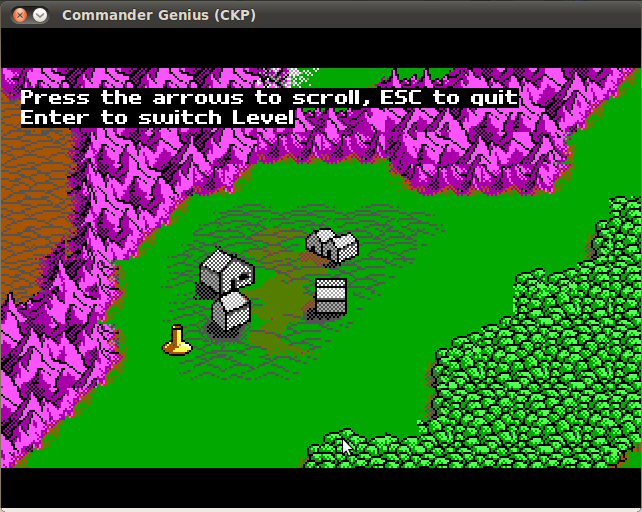 Commander Genius (CKP)
Press the arrows to scroll, ESC to quit
Enter to switch Level